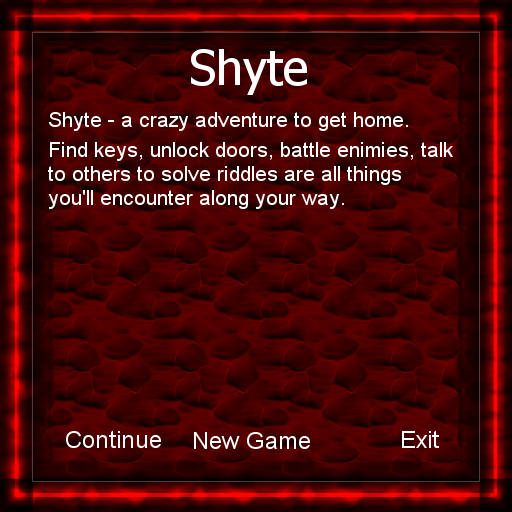 Shyte
Shyte - a crazy adventure to get home.
Find keys, unlock doors, battle enimies, talk
to others to solve riddles are all things
you'll encounter along your way.
Continue New Game Exit